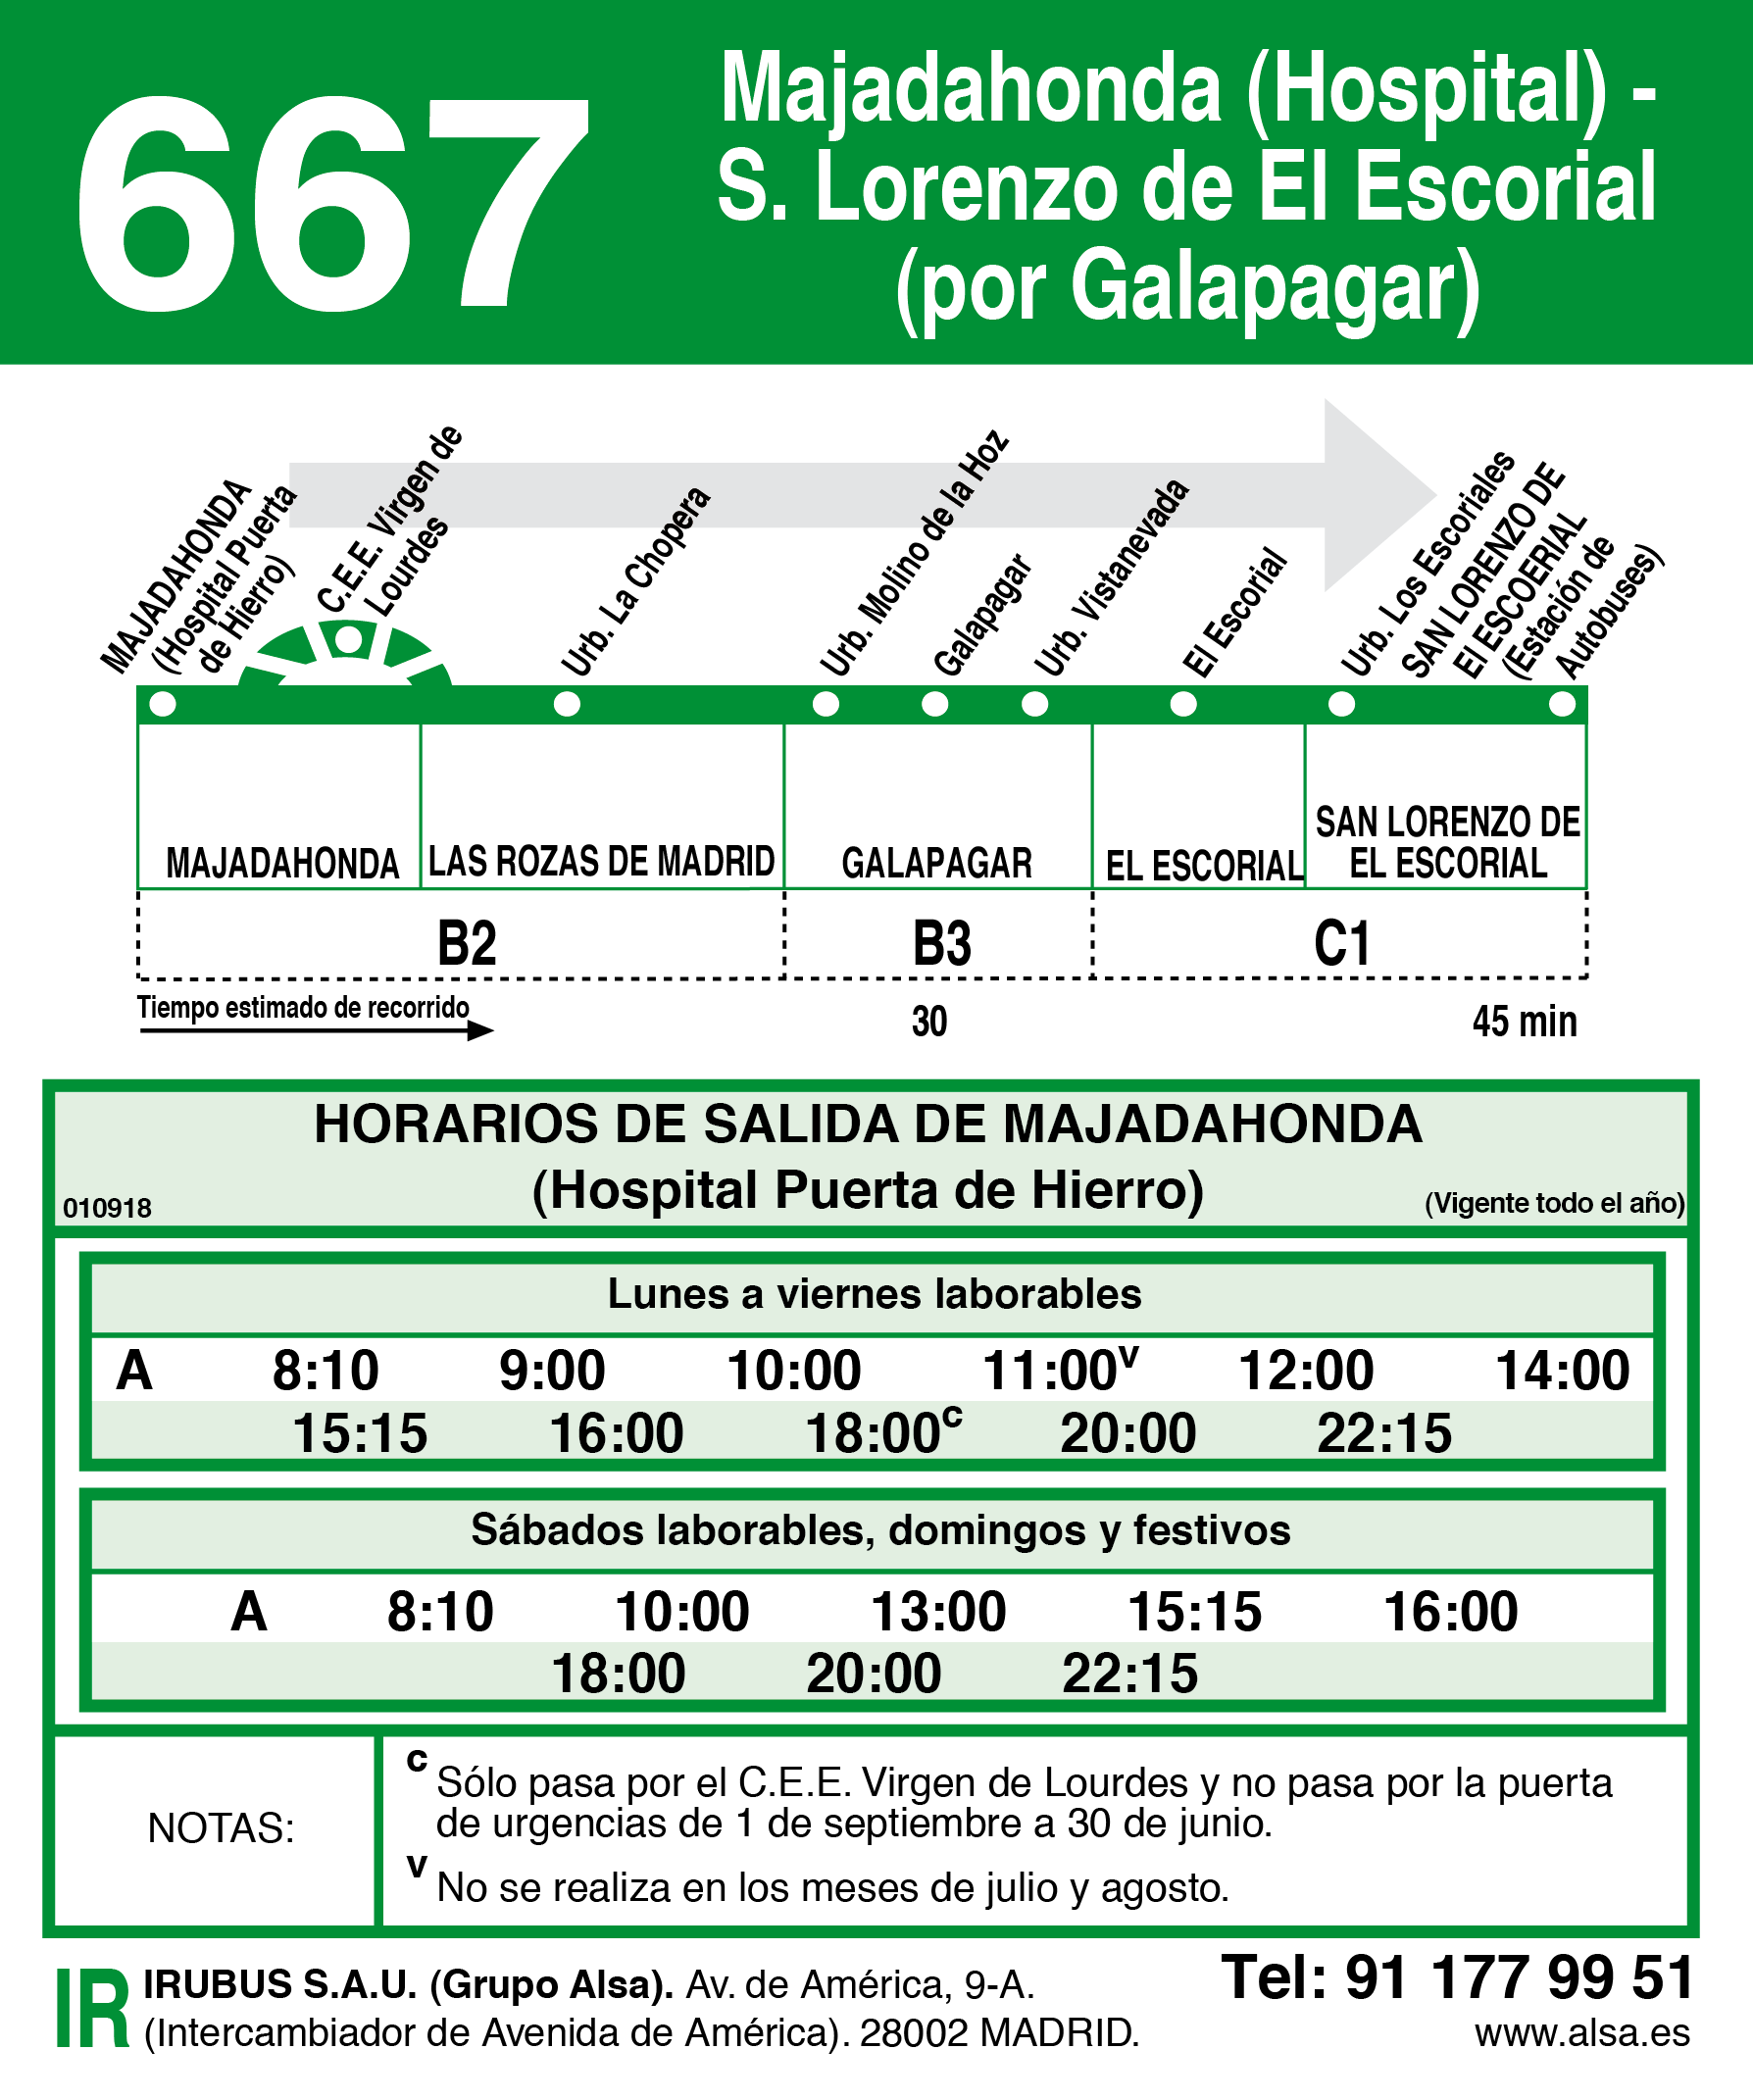 667
Majadahonda (Hospital) -
S. Lorenzo de El Escorial
(por Galapagar)
MAJADAHONDA
(Hospital Puerta
de Hierro)
C.E.E. Virgen de
Lourdes
Urb. La Chopera
Urb. Molino de la Hoz
Galapagar
Urb. Vistanevada
El Escorial
Urb. Los Escoriales
SAN LORENZO DE
El ESCOERIAL
(Estación de
Autobuses)
MAJADAHONDA
LAS ROZAS DE MADRID
GALAPAGAR
EL ESCORIAL
SAN LORENZO DE
EL ESCORIAL
B2 B3 C1
Tiempo estimado de recorrido 30 45 min
HORARIOS DE SALIDA DE MAJADAHONDA
(Hospital Puerta de Hierro)
010918 (Vigente todo el año)
Lunes a viernes laborables
A 8:10 9:00 10:00 11:00v 12:00 14:00
15:15 16:00 18:00c 20:00 22:15
Sábados laborables, domingos y festivos
A 8:10 10:00 13:00 15:15 16:00
18:00 20:00 22:15
NOTAS:
c Sólo pasa por el C.E.E. Virgen de Lourdes y no pasa por la puerta
de urgencias de 1 de septiembre a 30 de junio.
v No se realiza en los meses de julio y agosto.
IR IRUBUS S.A.U. (Grupo Alsa). Av. de América, 9-A.
(Intercambiador de Avenida de América). 28002 MADRID.
Tel: 91 177 99 51
www.alsa.es